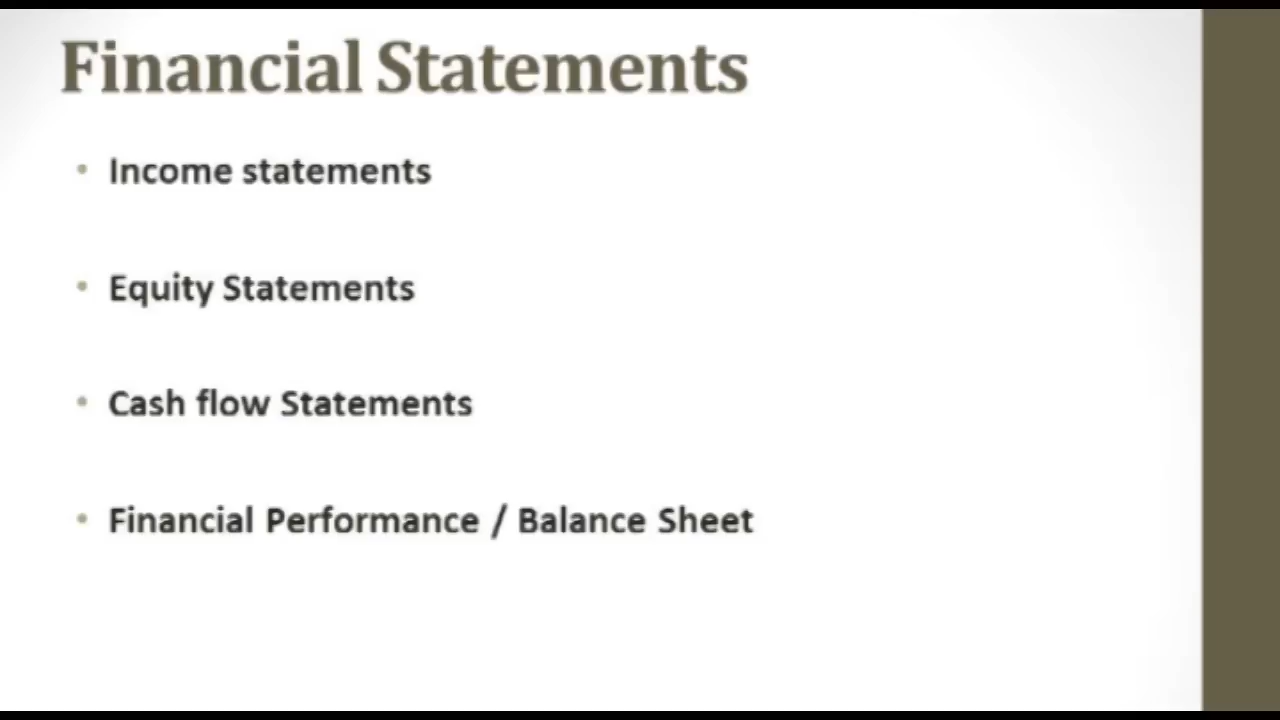 Financial Statements
• Income statements
• Equity Statements
• Cash flow Statements
• Financial Performance / Balance Sheet